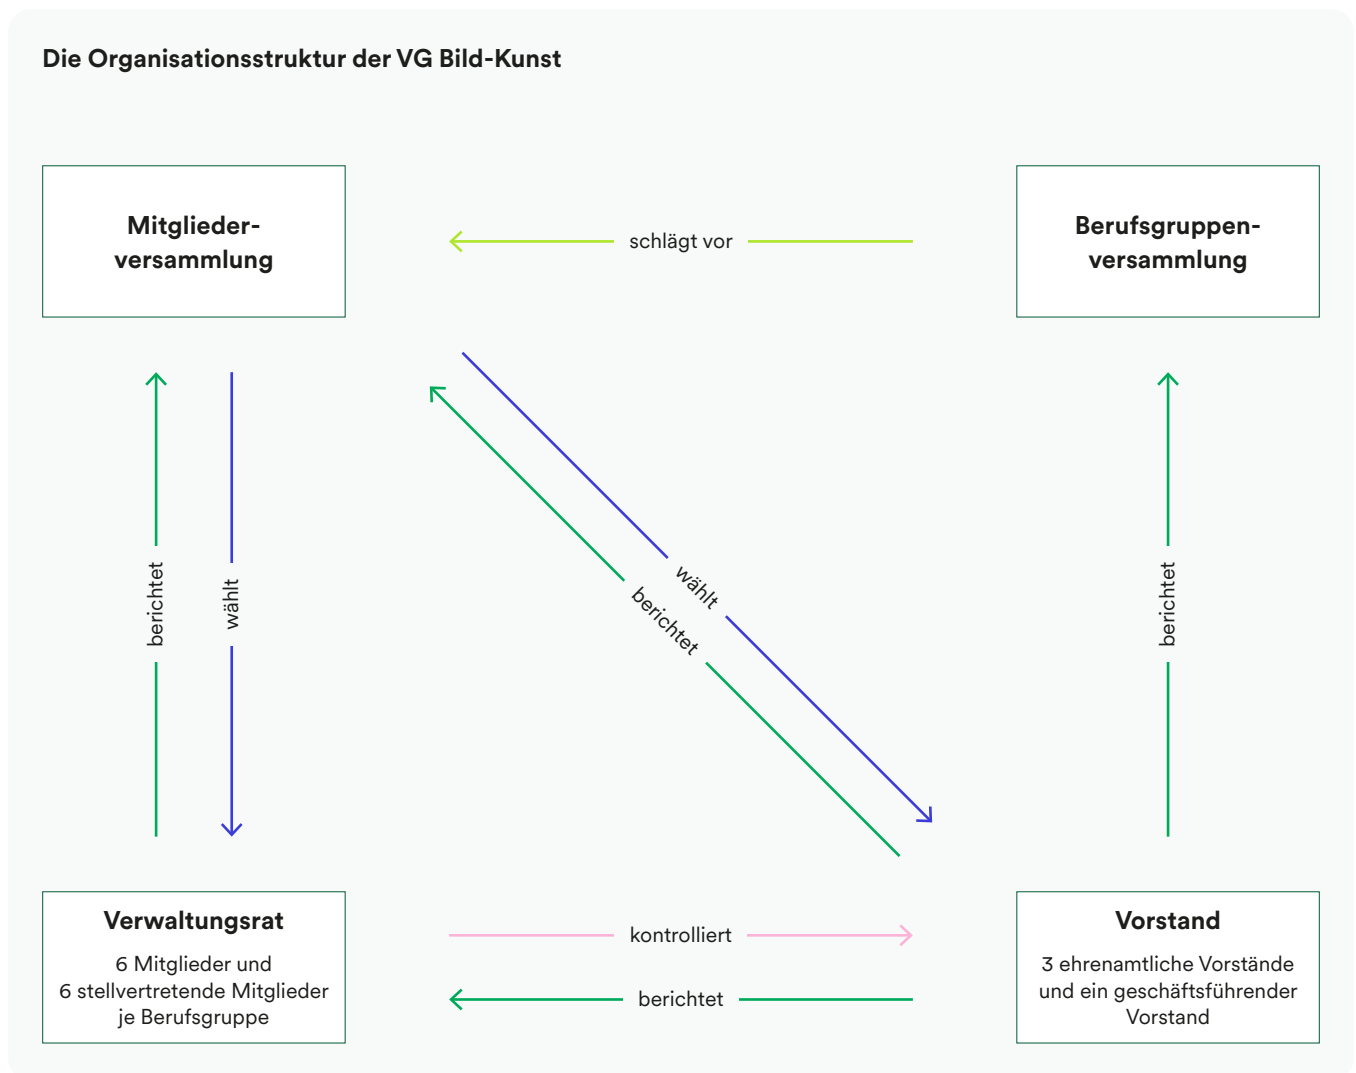 Die Organisationsstruktur der VG Bild-Kunst
Mitglieder-
versammlung
schlägt vor
Berufsgruppen-
versammlung
berichtet
wählt
wählt
berichtet
berichtet
Verwaltungsrat
6 Mitglieder und
6 stellvertretende Mitglieder
je Berufsgruppe
kontrolliert
berichtet
Vorstand
3 ehrenamtliche Vorstände
und ein geschäftsführender
Vorstand